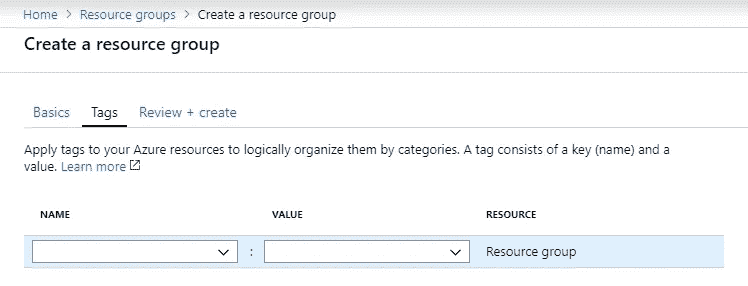 Home > Resource groups > Create a resource group
Create a resource group
Basics Tags Review + create
Apply tags to your Azure resources to logically organize them by categories. A tag consists of a key (name) and a
value. Learn more
NAME VALUE RESOURCE
: Resource group